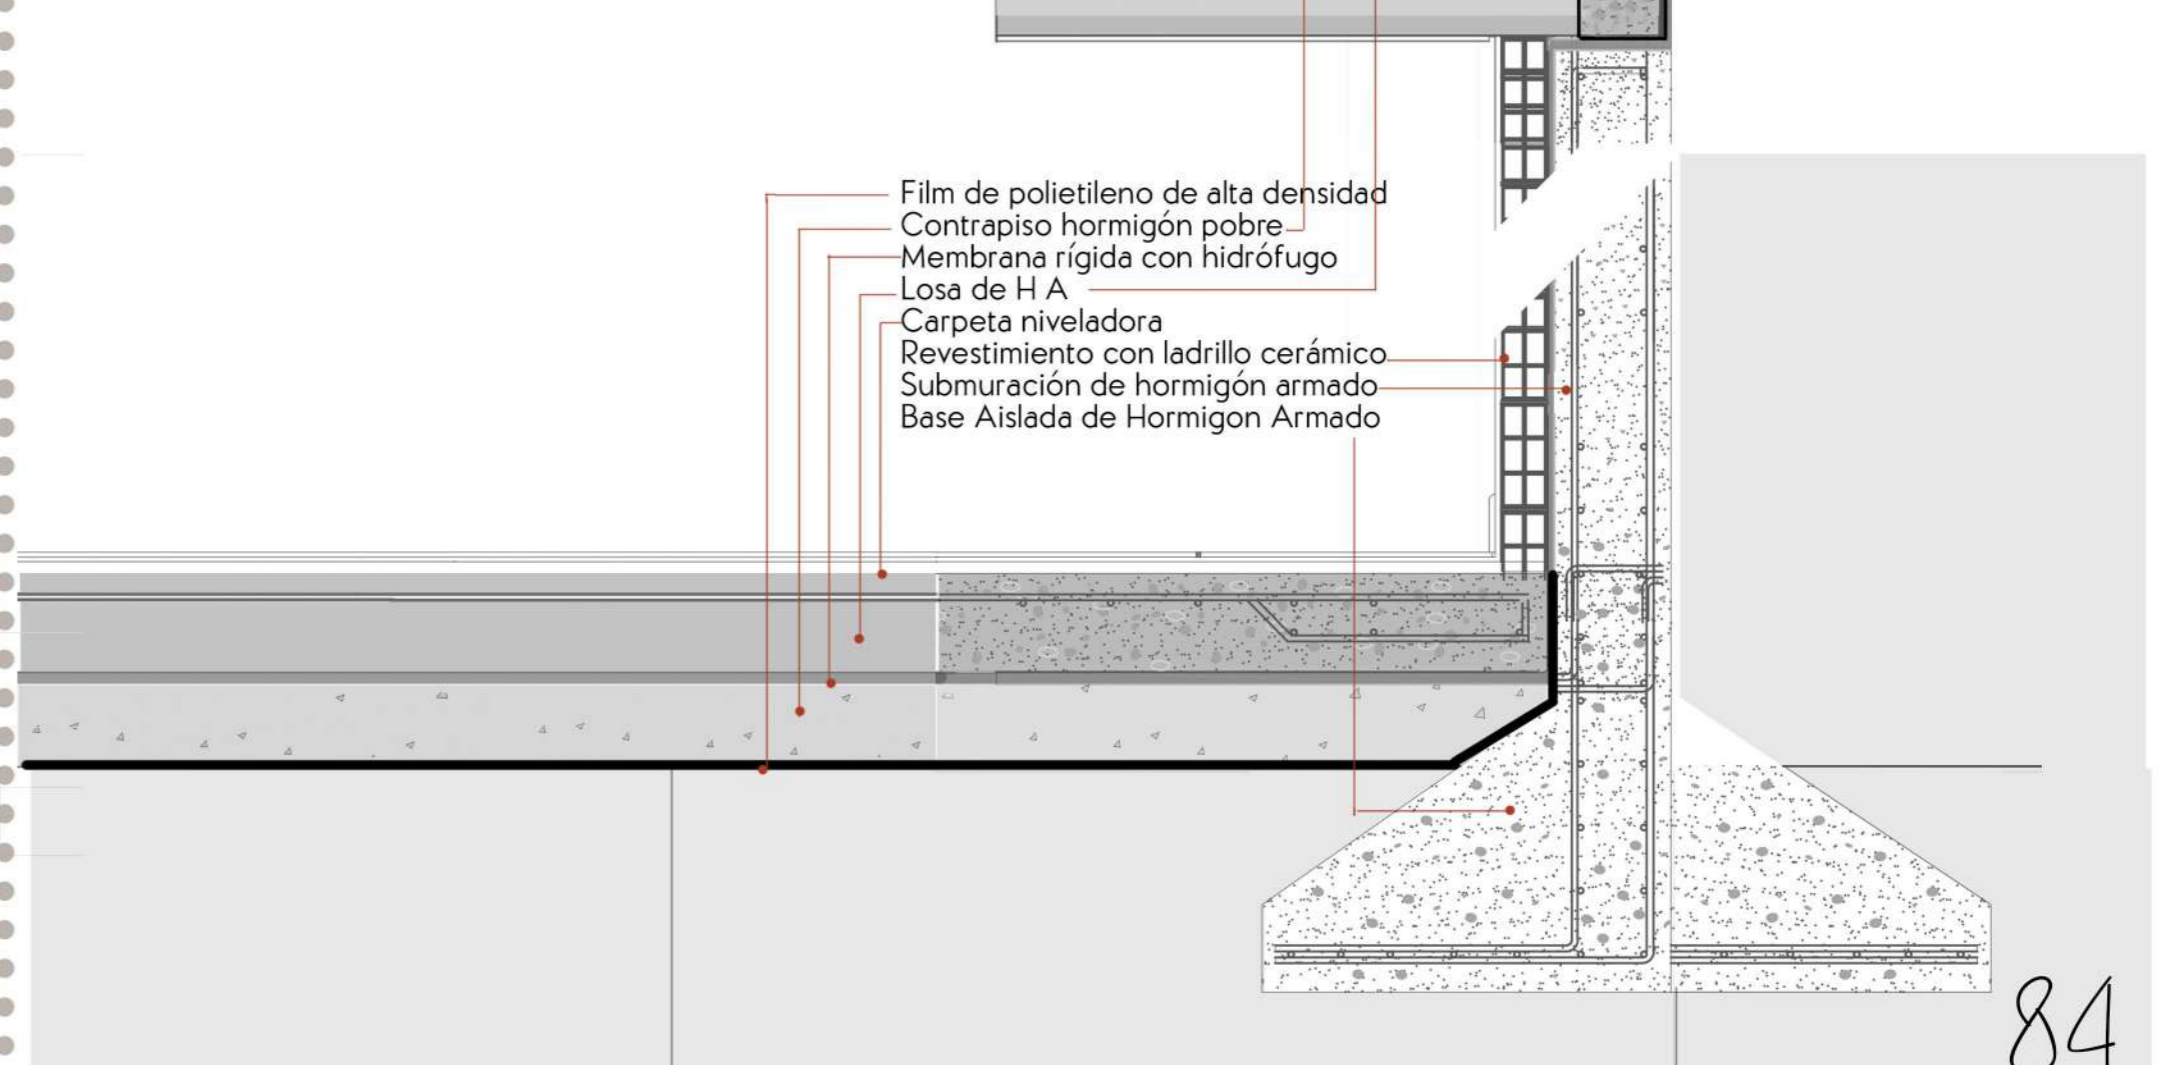 Film de polietileno de alta densidad
Contrapiso hormigón pobre
Membrana rígida con hidrófugo
Losa de H A
Carpeta niveladora
Revestimiento con ladrillo cerámico
Submuración de hormigón armado
Base Aislada de Hormigon Armado
84